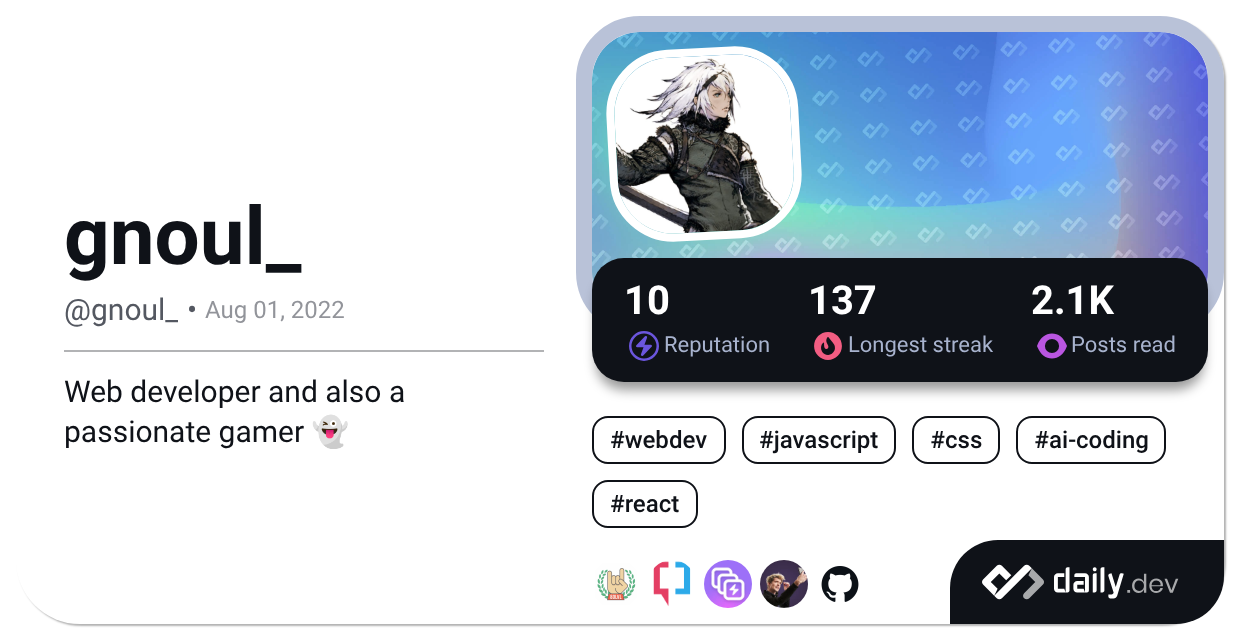 gnoul_
@gnoul_ • Aug 01, 2022
Web developer and also a
passionate gamer 👻
10
Reputation
137
Longest streak
2.1K
Posts read
#webdev
#javascript
#css
#ai-coding
#react
daily.dev